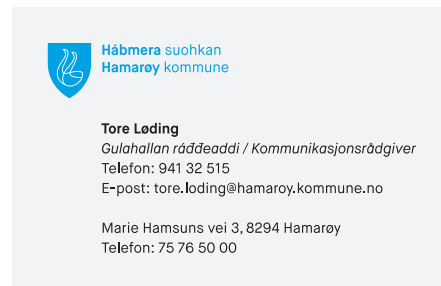 Hábmera suohkan
Hamarøy kommune
Tore Løding
Gulahallan ráđđeaddi / Kommunikasjonsrådgiver
Telefon: 941 32 515
E-post: tore.loding@hamaroy.kommune.no
Marie Hamsuns vei 3, 8294 Hamarøy
Telefon: 75 76 50 00